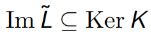 Im L̃ ⊆ Ker K